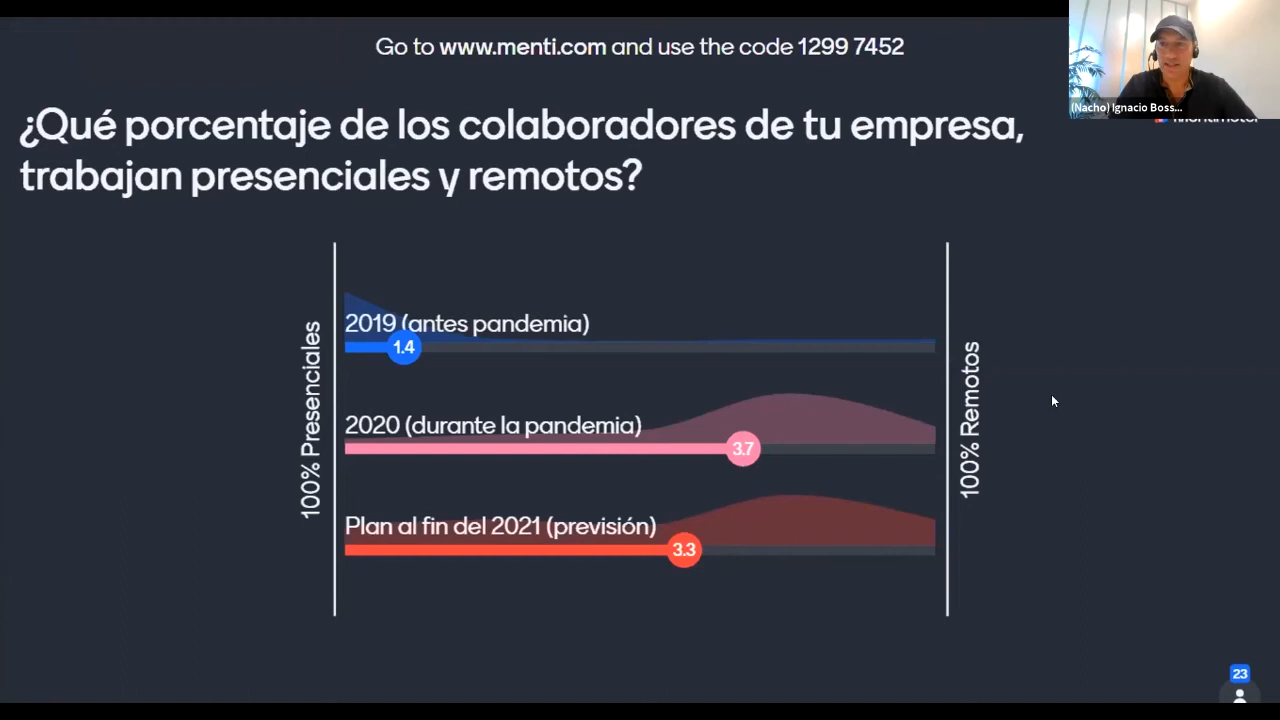 Go to www.menti.com and use the code 1299 7452
(Nacho) Ignacio Boss...
¿Qué porcentaje de los colaboradores de tu empresa,
trabajan presenciales y remotos?
100% Presenciales
2019 (antes pandemia)
1.4
2020 (durante la pandemia)
3.7
Plan al fin del 2021 (previsión)
3.3
100% Remotos
23